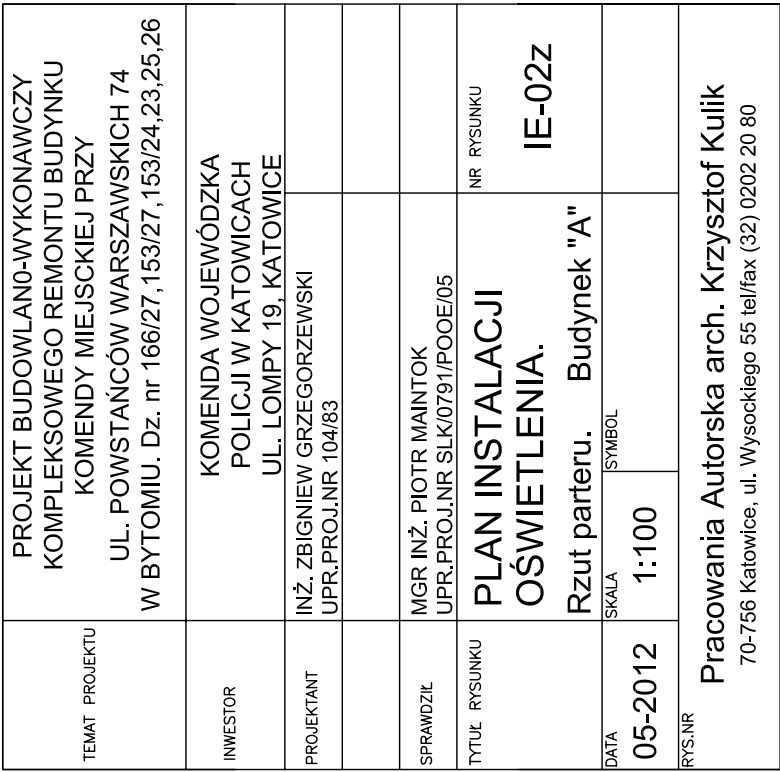 TEMAT PROJEKTU
PROJEKT BUDOWLAN0-WYKONAWCZY
KOMPLEKSOWEGO REMONTU BUDYNKU
KOMENDY MIEJSCKIEJ PRZY
UL. POWSTAŃCÓW WARSZAWSKICH 74
W BYTOMIU. Dz. nr 166/27,153/27,153/24,23,25,26
INWESTOR
KOMENDA WOJEWÓDZKA
POLICJI W KATOWICACH
UL. LOMPY 19, KATOWICE
PROJEKTANT
INŻ. ZBIGNIEW GRZEGORZEWSKI
UPR.PROJ.NR 104/83
SPRAWDZIŁ
MGR INŻ. PIOTR MAINTOK
UPR.PROJ.NR SLK/0791/POOE/05
TYTUŁ RYSUNKU
PLAN INSTALACJI
OŚWIETLENIA.
Rzut parteru. Budynek "A"
NR RYSUNKU
IE-02z
DATA
05-2012
SKALA
1:100
SYMBOL
RYS.NR
Pracowania Autorska arch. Krzysztof Kulik
70-756 Katowice, ul. Wysockiego 55 tel/fax (32) 0202 20 80